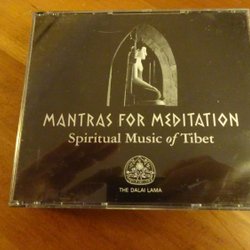 MANTRAS FOR MEDITATION
Spiritual Music of Tibet
THE DALAI LAMA